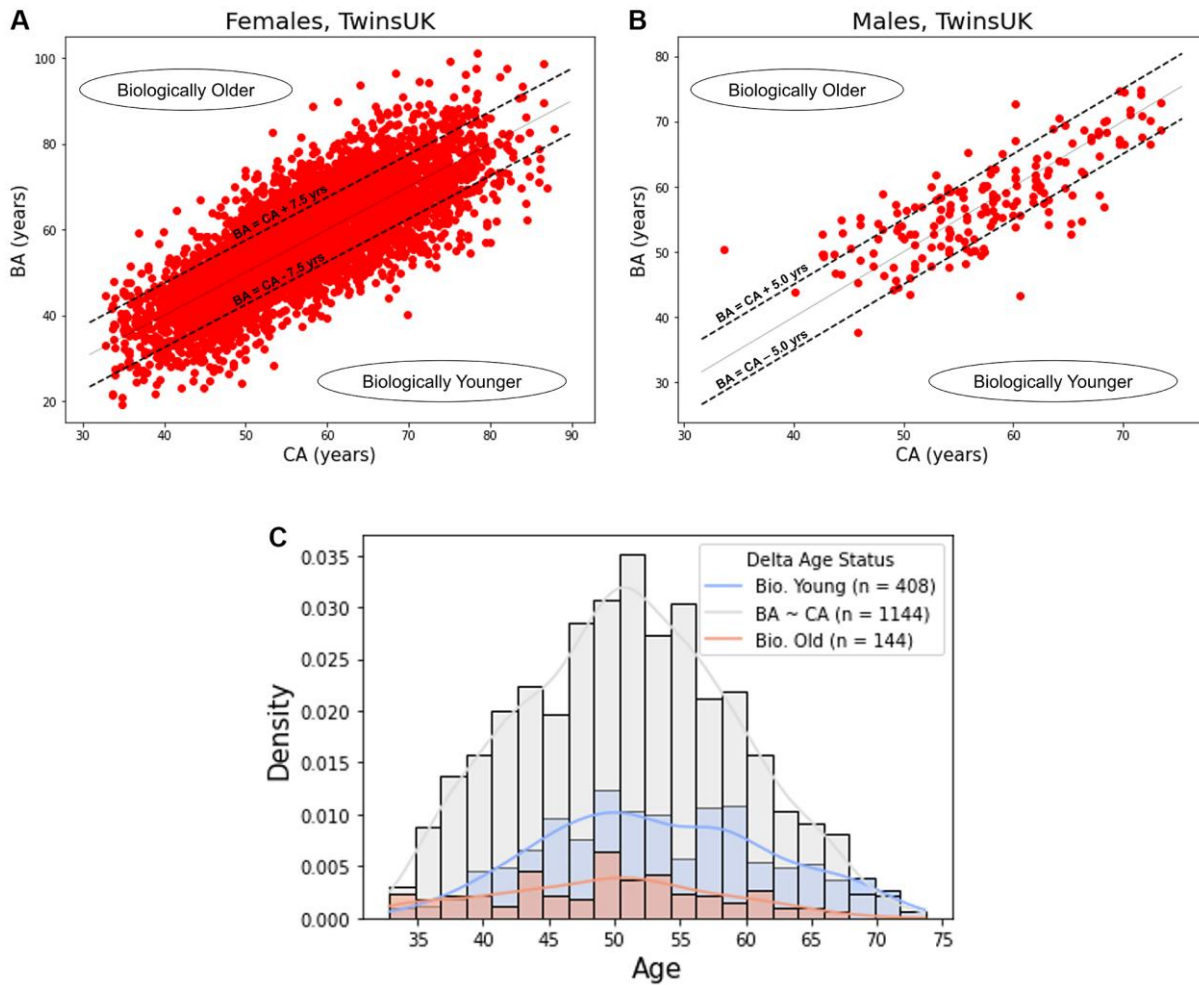 A
Females, TwinsUK
Biologically Older
BA = CA + 7.5 yrs
BA = CA - 7.5 yrs
Biologically Younger
BA (years)
100
80
60
40
20
30 40 50 60 70 80 90
CA (years)
B
Males, TwinsUK
Biologically Older
BA = CA + 5.0 yrs
BA = CA – 5.0 yrs
Biologically Younger
BA (years)
80
70
60
50
40
30
30 40 50 60 70
CA (years)
C
Delta Age Status
Bio. Young (n = 408)
BA ~ CA (n = 1144)
Bio. Old (n = 144)
Density
0.035
0.030
0.025
0.020
0.015
0.010
0.005
0.000
35 40 45 50 55 60 65 70 75
Age